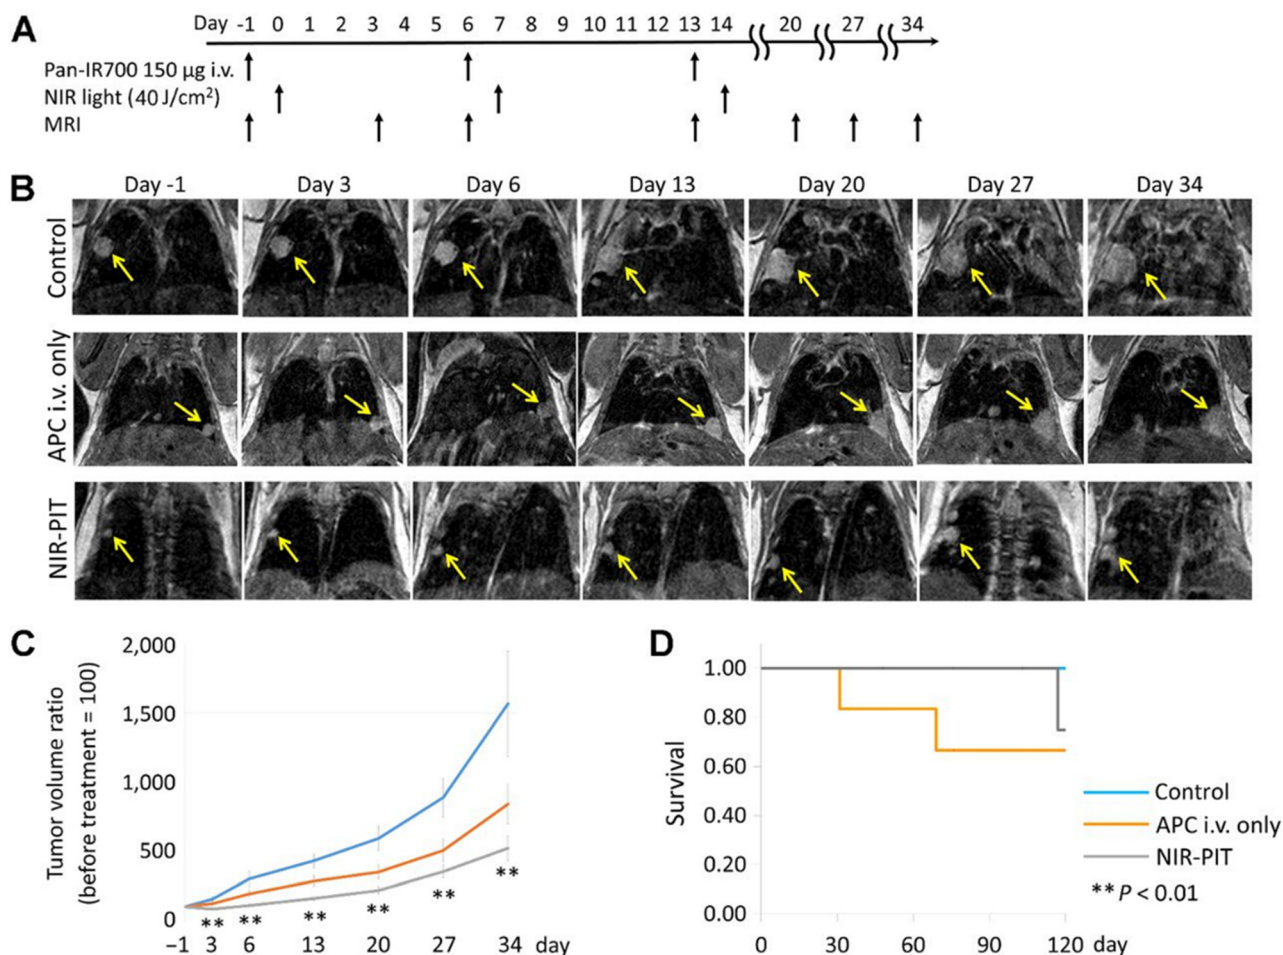 A
Day -1 0 1 2 3 4 5 6 7 8 9 10 11 12 13 14 20 27 34
Pan-IR700 150 µg i.v.
NIR light (40 J/cm²)
MRI
B
Day -1 Day 3 Day 6 Day 13 Day 20 Day 27 Day 34
Control
APC i.v. only
NIR-PIT
C
Tumor volume ratio
(before treatment = 100)
2,000
1,500
1,000
500
0
** ** ** ** ** **
−1 3 6 13 20 27 34 day
D
Survival
1.00
0.80
0.60
0.40
0.20
0.00
0 30 60 90 120 day
Control
APC i.v. only
NIR-PIT
** P < 0.01